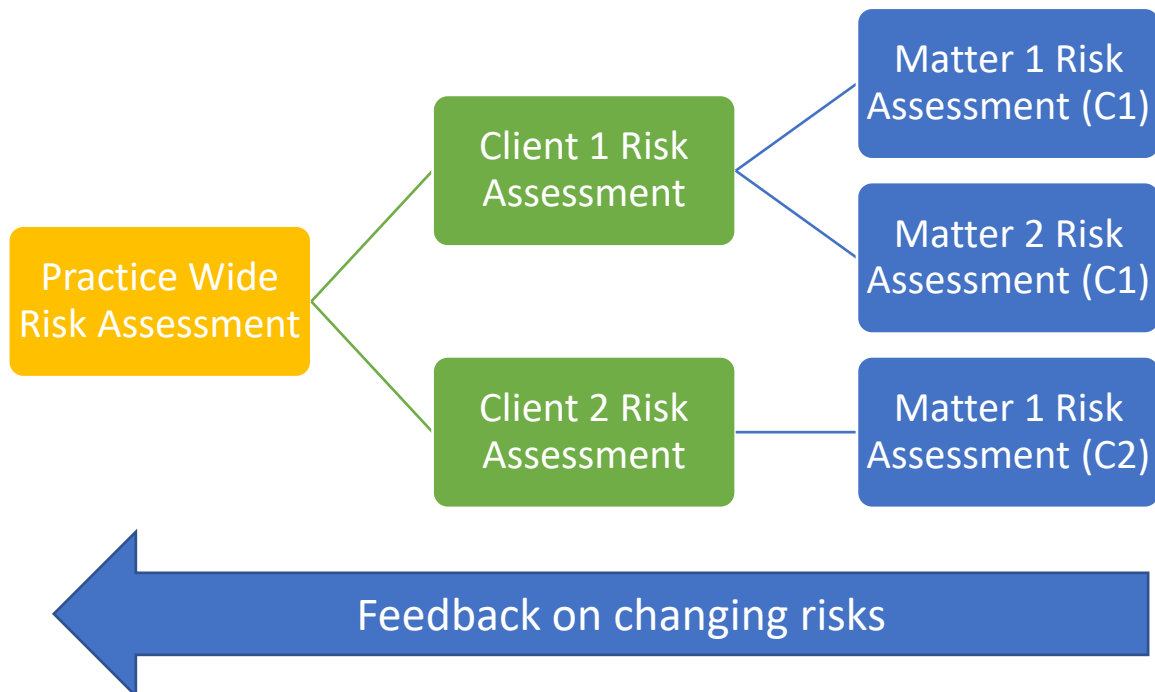 Practice Wide
Risk Assessment
Client 1 Risk
Assessment
Matter 1 Risk
Assessment (C1)
Matter 2 Risk
Assessment (C1)
Client 2 Risk
Assessment
Matter 1 Risk
Assessment (C2)
Feedback on changing risks